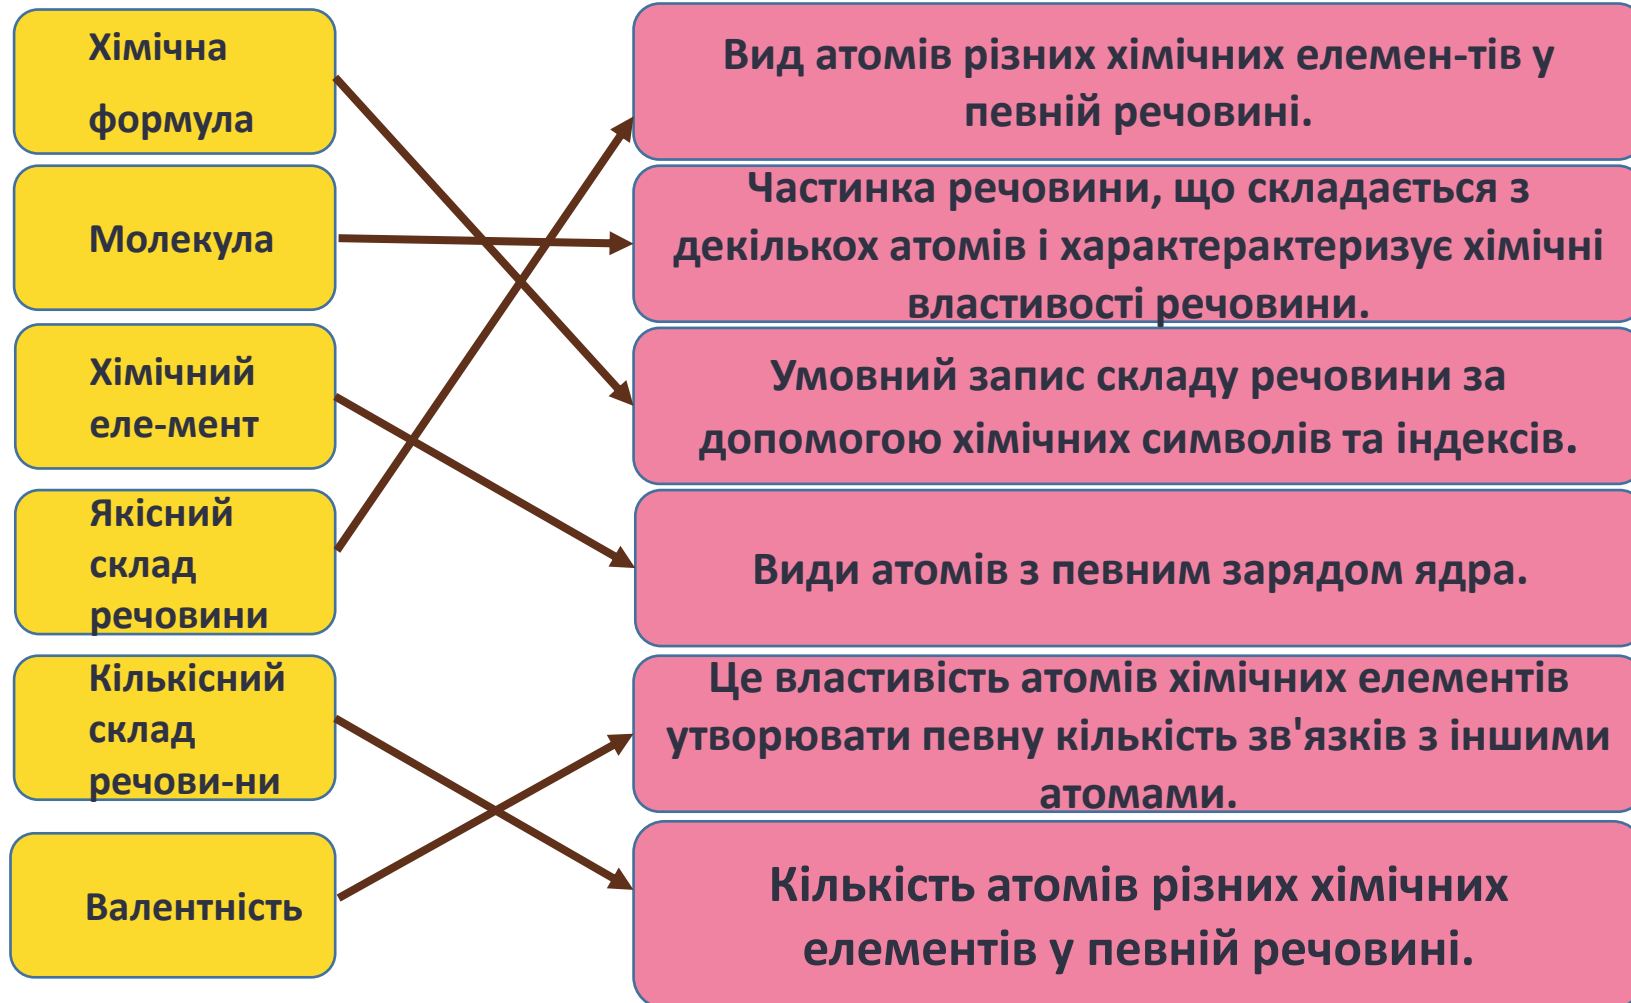 Хімічна
формула
Молекула
Хімічний
еле-мент
Якісний
склад
речовини
Кількісний
склад
речови-ни
Валентність
Вид атомів різних хімічних елемен-тів у
певній речовині.
Частинка речовини, що складається з
декількох атомів і характерактеризує хімічні
властивості речовини.
Умовний запис складу речовини за
допомогою хімічних символів та індексів.
Види атомів з певним зарядом ядра.
Це властивість атомів хімічних елементів
утворювати певну кількість зв'язків з іншими
атомами.
Кількість атомів різних хімічних
елементів у певній речовині.